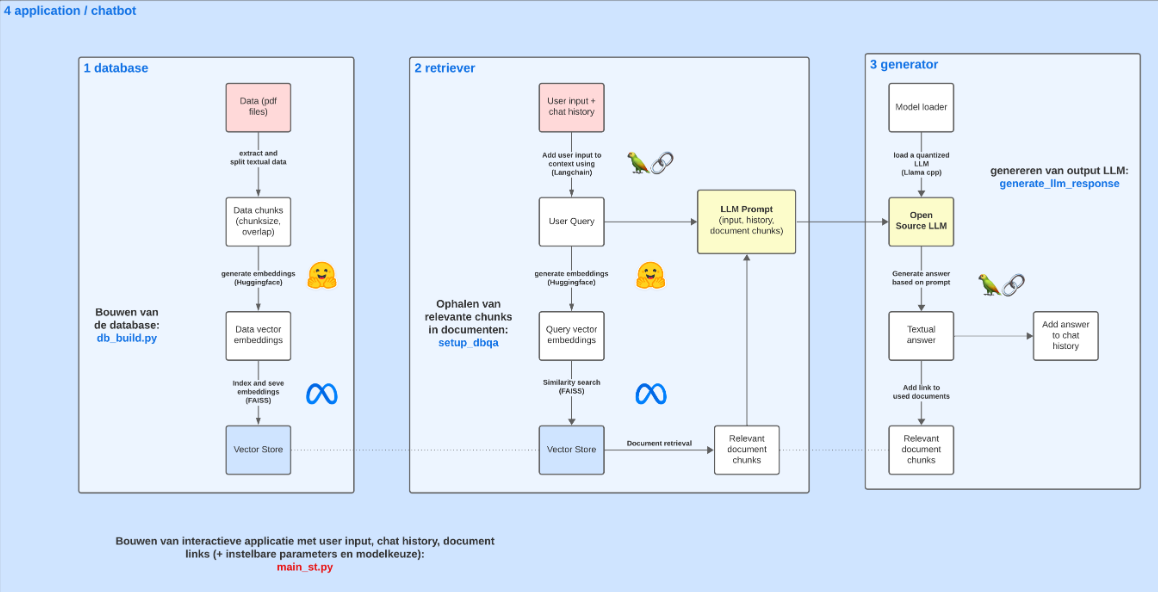 4 application / chatbot
1 database
Data (pdf
files)
extract and
split textual data
Data chunks
(chunksize,
overlap)
generate embeddings
(Huggingface)
Bouwen van
de database:
db_build.py
Data vector
embeddings
Index and seve
embeddings
(FAISS)
Vector Store
2 retriever
User input +
chat history
Add user input to
context using
(Langchain)
User Query
LLM Prompt
(input, history,
document chunks)
generate embeddings
(Huggingface)
Ophalen van
relevante chunks
in documenten:
setup_dbqa
Query vector
embeddings
Similarity search
(FAISS)
Vector Store
Document retrieval
Relevant
document
chunks
3 generator
Model loader
load a quantized
LLM
(Llama cpp)
genereren van output LLM:
generate_llm_response
Open
Source LLM
Generate answer
based on prompt
Textual
answer
Add answer
to chat
history
Add link to
used documents
Relevant
document
chunks
Bouwen van interactieve applicatie met user input, chat history, document
links (+ instelbare parameters en modelkeuze):
main_st.py